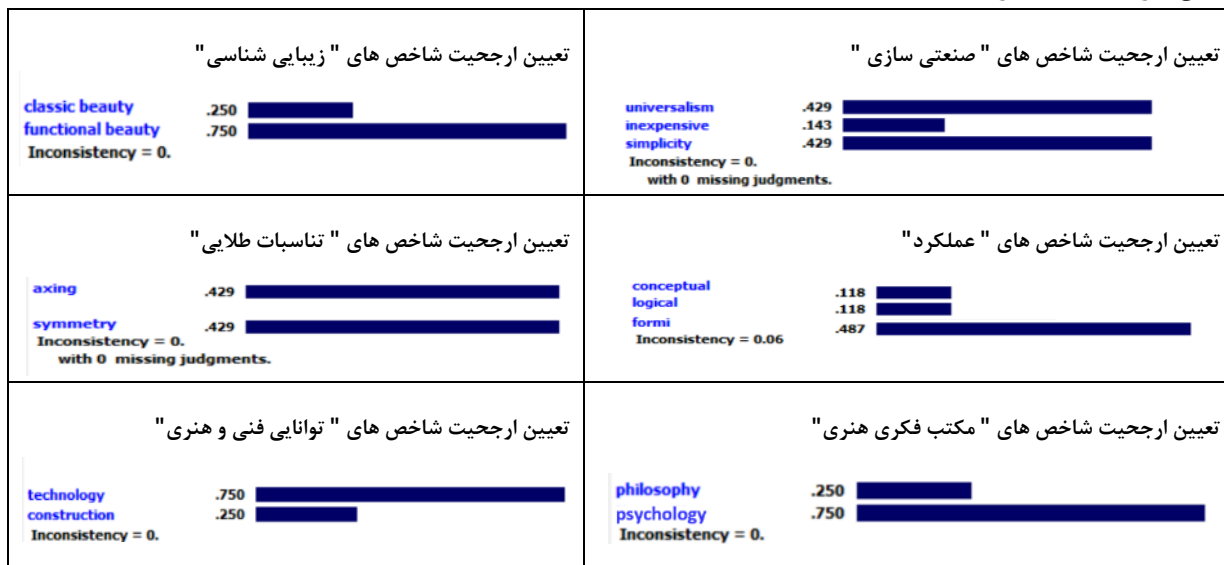 تعیین ارجحیت شاخص های " صنعتی سازی "
universalism .429
inexpensive .143
simplicity .429
Inconsistency = 0.
with 0 missing judgments.
تعیین ارجحیت شاخص های " زیبایی شناسی"
classic beauty .250
functional beauty .750
Inconsistency = 0.
تعیین ارجحیت شاخص های " عملکرد"
conceptual .118
logical .118
formi .487
Inconsistency = 0.06
تعیین ارجحیت شاخص های " تناسبات طلایی"
axing .429
symmetry .429
Inconsistency = 0.
with 0 missing judgments.
تعیین ارجحیت شاخص های " مکتب فکری هنری"
philosophy .250
psychology .750
Inconsistency = 0.
تعیین ارجحیت شاخص های " توانایی فنی و هنری"
technology .750
construction .250
Inconsistency = 0.